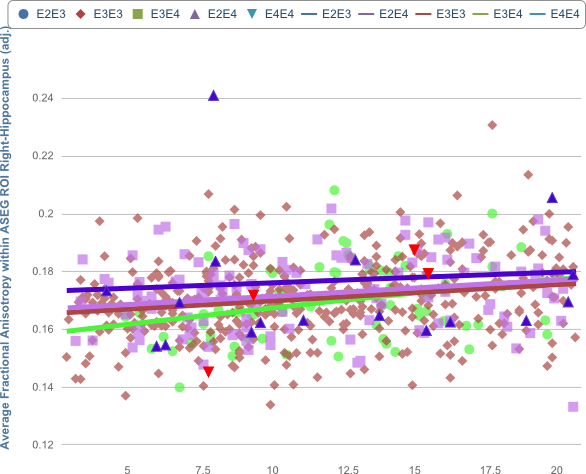 E2E3 E3E3 E3E4 E2E4 E4E4 E2E3 E2E4 E3E3 E3E4 E4E4
Average Fractional Anisotropy within ASEG ROI Right-Hippocampus (adj.)
0.24
0.22
0.2
0.18
0.16
0.14
0.12
5 7.5 10 12.5 15 17.5 20